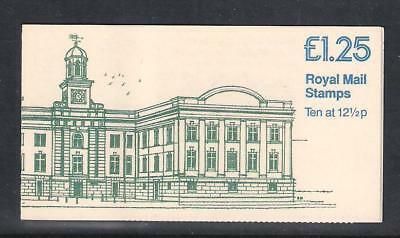 £1.25
Royal Mail
Stamps
Ten at 12½p